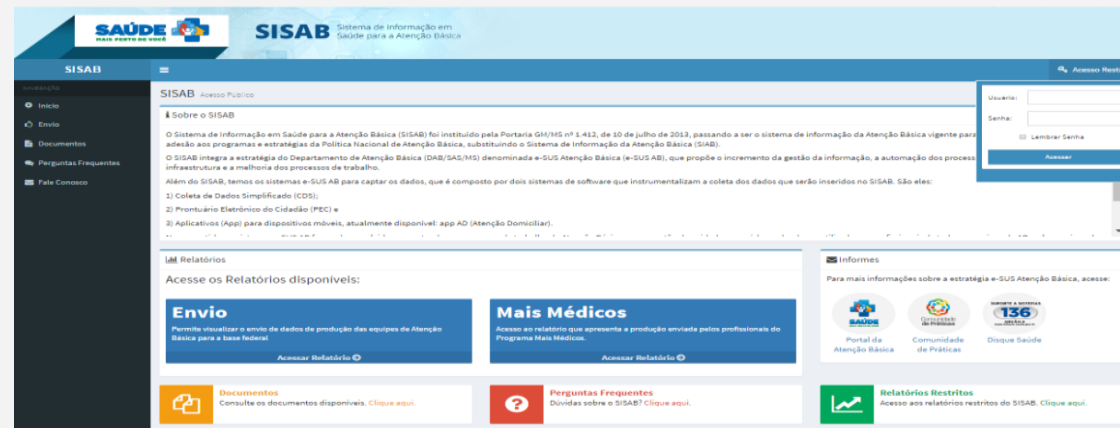 SAÚDE
MAIS PERTO DE VOCÊ
SISAB Sistema de Informação em
Saúde para a Atenção Básica
SISAB
Acesso Restr
NAVEGAÇÃO
Início
Envio
Documentos
Perguntas Frequentes
Fale Conosco
SISAB Acesso Público
Usuário:
Senha:
Lembrar Senha
Acessar
Sobre o SISAB
O Sistema de Informação em Saúde para a Atenção Básica (SISAB) foi instituído pela Portaria GM/MS nº 1.412, de 10 de julho de 2013, passando a ser o sistema de informação da Atenção Básica vigente para
adesão aos programas e estratégias da Política Nacional de Atenção Básica, substituindo o Sistema de Informação da Atenção Básica (SIAB).
O SISAB integra a estratégia do Departamento de Atenção Básica (DAB/SAS/MS) denominada e-SUS Atenção Básica (e-SUS AB), que propõe o incremento da gestão da informação, a automação dos process
infraestrutura e a melhoria dos processos de trabalho.
Além do SISAB, temos os sistemas e-SUS AB para captar os dados, que é composto por dois sistemas de software que instrumentalizam a coleta dos dados que serão inseridos no SISAB. São eles:
1) Coleta de Dados Simplificado (CDS);
2) Prontuário Eletrônico do Cidadão (PEC) e
3) Aplicativos (App) para dispositivos móveis, atualmente disponível: app AD (Atenção Domiciliar).
Relatórios
Acesse os Relatórios disponíveis:
Envio
Permite visualizar o envio de dados de produção das equipes de Atenção
Básica para a base federal
Acessar Relatório
Mais Médicos
Acesso ao relatório que apresenta a produção enviada pelos profissionais do
Programa Mais Médicos.
Acessar Relatório
Informes
Para mais informações sobre a estratégia e-SUS Atenção Básica, acesse:
SAÚDE
Comunidade
de Práticas
136
Portal da
Atenção Básica
Comunidade
de Práticas
Disque Saúde
Documentos
Consulte os documentos disponíveis. Clique aqui.
Perguntas Frequentes
Dúvidas sobre o SISAB? Clique aqui.
Relatórios Restritos
Acesso aos relatórios restritos do SISAB. Clique aqui.